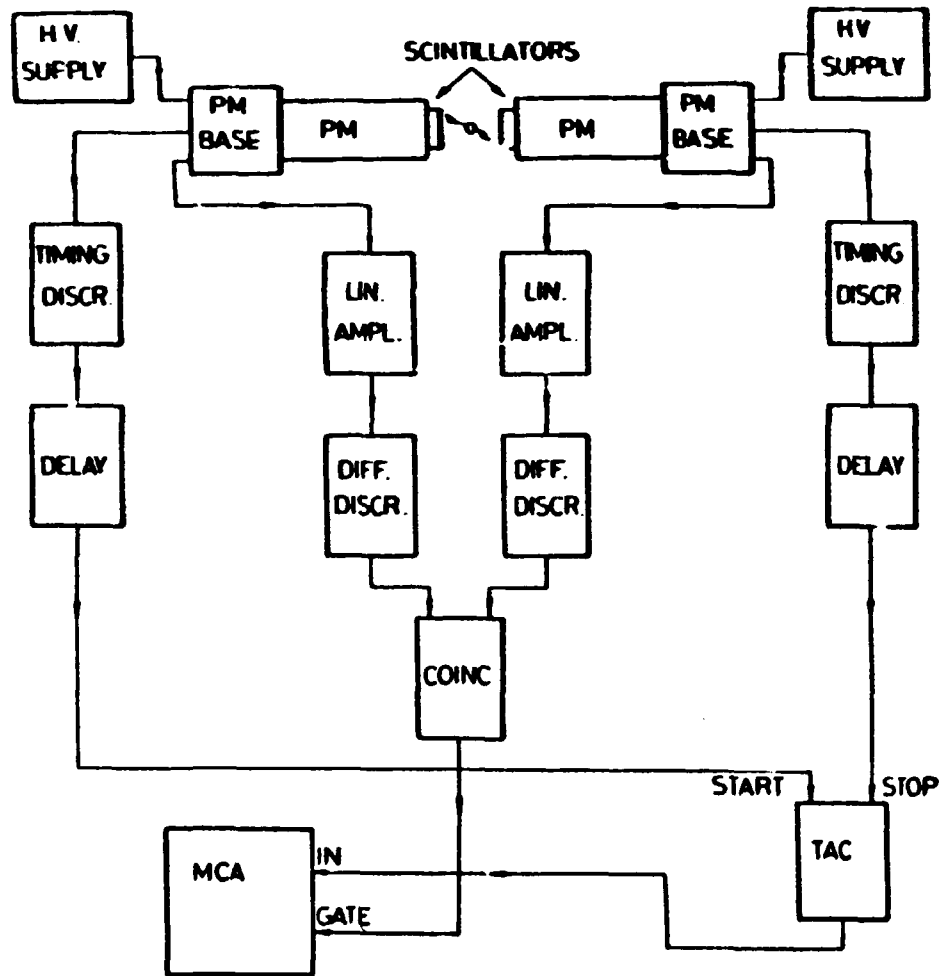 H.V.
SUPPLY
SCINTILLATORS
HV
SUPPLY
PM
BASE
PM
PM
PM
BASE
TIMING
DISCR.
LIN.
AMPL.
LIN.
AMPL.
TIMING
DISCR.
DELAY
DIFF.
DISCR.
DIFF.
DISCR.
DELAY
COINC
START
STOP
TAC
MCA
IN
GATE